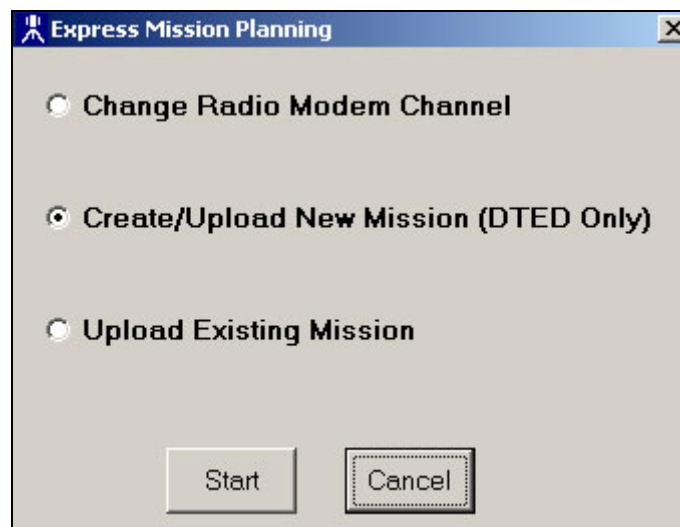 Express Mission Planning
Change Radio Modem Channel
Create/Upload New Mission (DTED Only)
Upload Existing Mission
Start Cancel